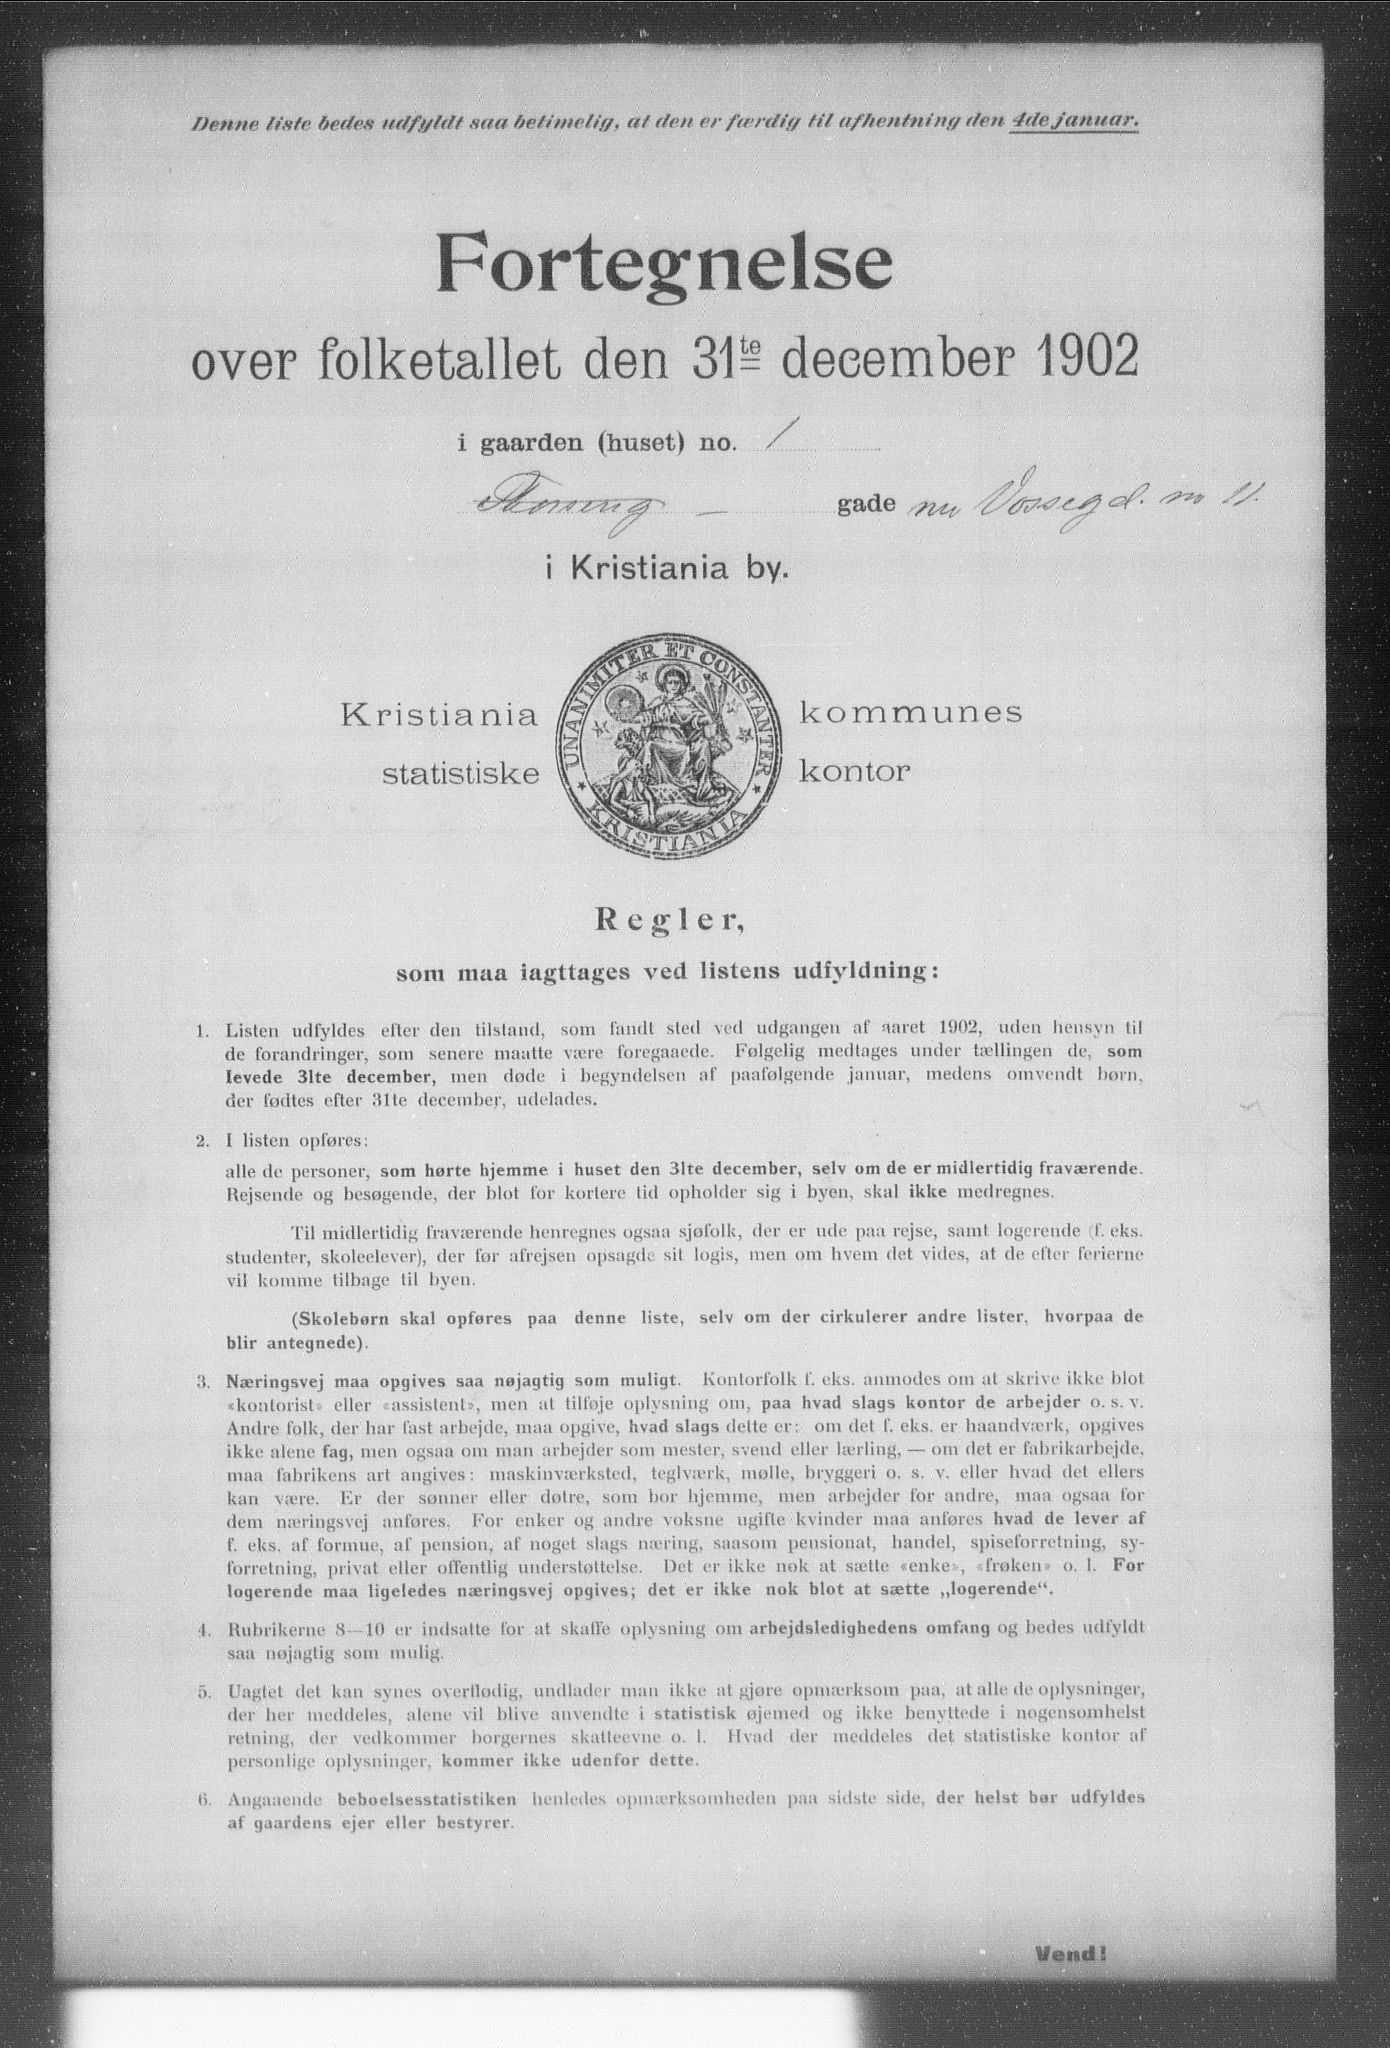 Denne liste bedes udfyldt saa betimelig, at den er færdig til afhentning den 4de januar.
Fortegnelse
over folketallet den 31te december 1902
i gaarden (huset) no. 1
gade nu Vossegd. no 11.
i Kristiania by.
Kristiania kommunes
statistiske kontor
UNANIMITER ET CONSTANTER
KRISTIANIA
Regler,
som maa iagttages ved listens udfyldning:
1. Listen udfyldes efter den tilstand, som fandt sted ved udgangen af aaret 1902, uden hensyn til
de forandringer, som senere maatte være foregaaede. Følgelig medtages under tællingen de, som
levede 31te december, men døde i begyndelsen af paafølgende januar, medens omvendt børn,
der fødtes efter 31te december, udelades.
2. I listen opføres:
alle de personer, som hørte hjemme i huset den 31te december, selv om de er midlertidig fraværende.
Rejsende og besøgende, der blot for kortere tid opholder sig i byen, skal ikke medregnes.
Til midlertidig fraværende henregnes ogsaa sjøfolk, der er ude paa rejse, samt logerende (f. eks.
studenter, skoleelever), der før afrejsen opsagde sit logis, men om hvem det vides, at de efter ferierne
vil komme tilbage til byen.
(Skolebørn skal opføres paa denne liste, selv om der cirkulerer andre lister, hvorpaa de
blir antegnede).
3. Næringsvej maa opgives saa nøjagtig som muligt. Kontorfolk f. eks. anmodes om at skrive ikke blot
«kontorist» eller «assistent», men at tilføje oplysning om, paa hvad slags kontor de arbejder o. s. v.
Andre folk, der har fast arbejde, maa opgive, hvad slags dette er: om det f. eks. er haandværk, opgives
ikke alene fag, men ogsaa om man arbejder som mester, svend eller lærling, — om det er fabrikarbejde,
maa fabrikens art angives: maskinværksted, teglværk, mølle, bryggeri o. s. v. eller hvad det ellers
kan være. Er der sønner eller døtre, som bor hjemme, men arbejder for andre, maa ogsaa for
dem næringsvej anføres. For enker og andre voksne ugifte kvinder maa anføres hvad de lever af
f. eks. af formue, af pension, af noget slags næring, saasom pensionat, handel, spiseforretning, sy-
forretning, privat eller offentlig understøttelse. Det er ikke nok at sætte «enke», «frøken» o. l. For
logerende maa ligeledes næringsvej opgives; det er ikke nok blot at sætte „logerende“.
4. Rubrikerne 8—10 er indsatte for at skaffe oplysning om arbejdsledighedens omfang og bedes udfyldt
saa nøjagtig som mulig.
5. Uagtet det kan synes overflødig, undlader man ikke at gjøre opmærksom paa, at alle de oplysninger,
der her meddeles, alene vil blive anvendte i statistisk øjemed og ikke benyttede i nogensomhelst
retning, der vedkommer borgernes skatteevne o. l. Hvad der meddeles det statistiske kontor af
personlige oplysninger, kommer ikke udenfor dette.
6. Angaaende beboelsesstatistiken henledes opmærksomheden paa sidste side, der helst bør udfyldes
af gaardens ejer eller bestyrer.
Vend!